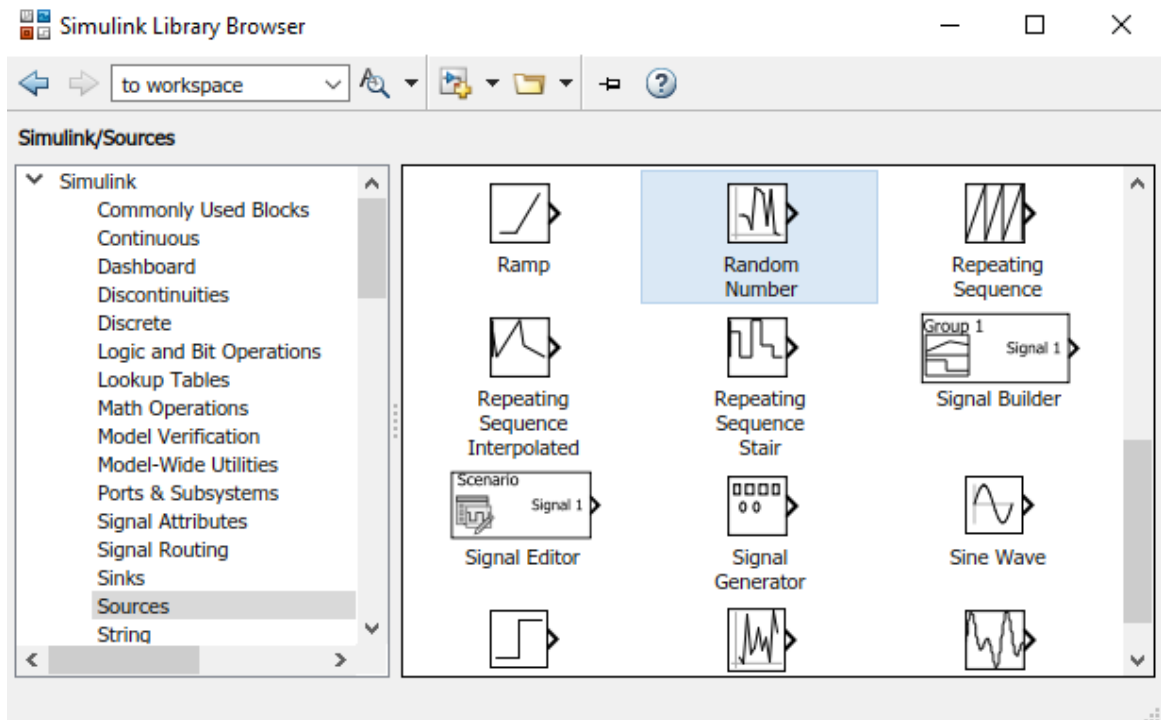 Simulink Library Browser
to workspace
Simulink/Sources
Simulink
Commonly Used Blocks
Continuous
Dashboard
Discontinuities
Discrete
Logic and Bit Operations
Lookup Tables
Math Operations
Model Verification
Model-Wide Utilities
Ports & Subsystems
Signal Attributes
Signal Routing
Sinks
Sources
String
Ramp
Random
Number
Repeating
Sequence
Repeating
Sequence
Interpolated
Repeating
Sequence
Stair
Group 1
Signal 1
Signal Builder
Scenario
Signal 1
Signal Editor
Signal
Generator
Sine Wave